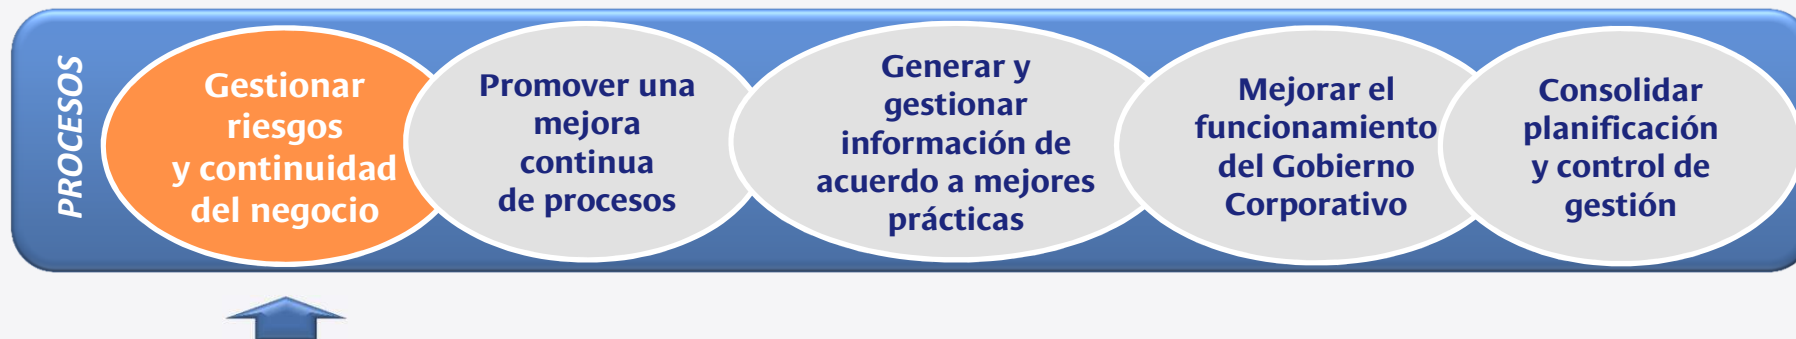 PROCESOS
Gestionar
riesgos
y continuidad
del negocio
Promover una
mejora
continua
de procesos
Generar y
gestionar
información de
acuerdo a mejores
prácticas
Mejorar el
funcionamiento
del Gobierno
Corporativo
Consolidar
planificación
y control de
gestión